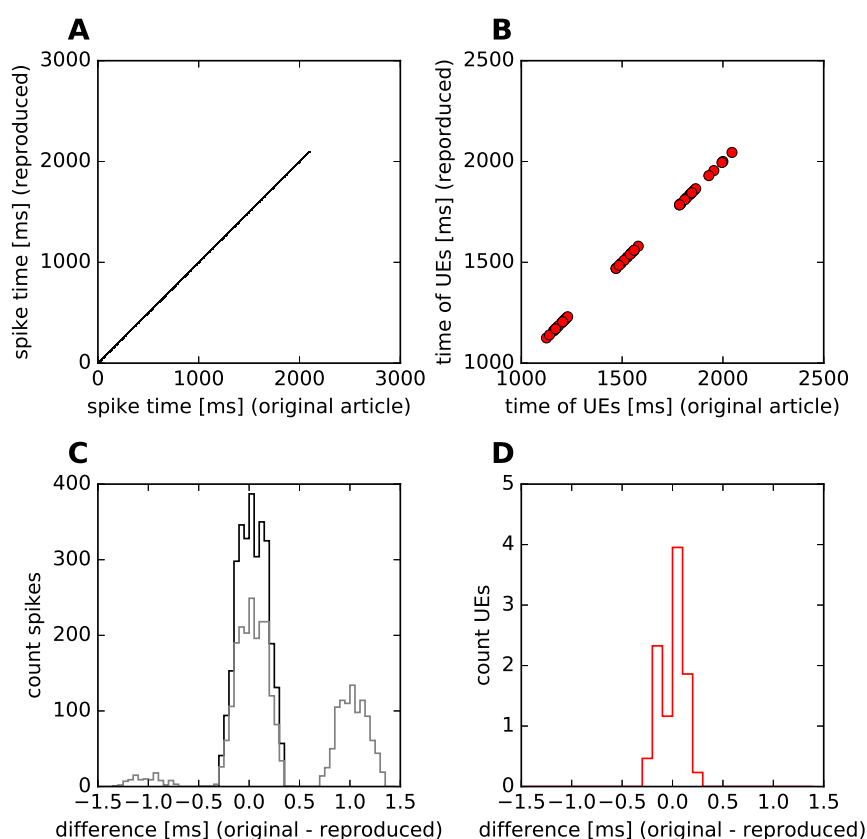 A
B
3000
2000
1000
0
0 1000 2000 3000
spike time [ms] (reproduced)
spike time [ms] (original article)
2500
2000
1500
1000
1000 1500 2000 2500
time of UEs [ms] (reporduced)
time of UEs [ms] (original article)
C
D
400
300
200
100
0
−1.5 −1.0 −0.5 0.0 0.5 1.0 1.5
count spikes
difference [ms] (original - reproduced)
5
4
3
2
1
0
−1.5 −1.0 −0.5 0.0 0.5 1.0 1.5
count UEs
difference [ms] (original - reproduced)